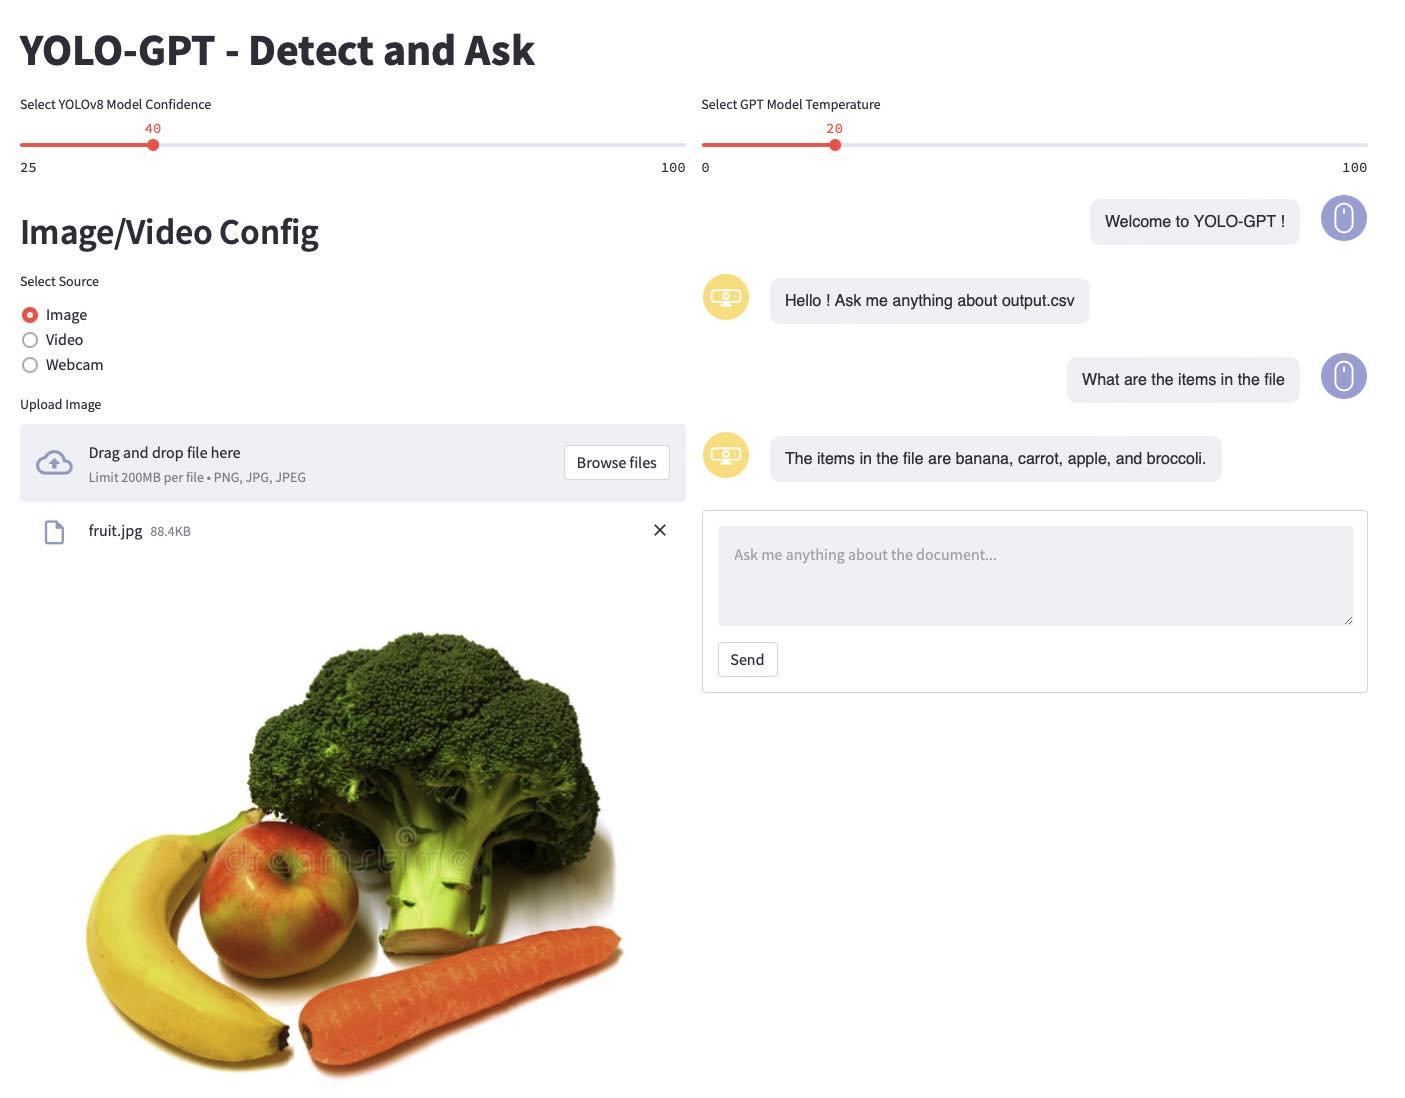 YOLO-GPT - Detect and Ask
Select YOLOv8 Model Confidence
40
25 100
Image/Video Config
Select Source
Image
Video
Webcam
Upload Image
Drag and drop file here
Limit 200MB per file • PNG, JPG, JPEG
Browse files
fruit.jpg 88.4KB
dreamstime
Select GPT Model Temperature
20
0 100
Welcome to YOLO-GPT !
Hello ! Ask me anything about output.csv
What are the items in the file
The items in the file are banana, carrot, apple, and broccoli.
Ask me anything about the document...
Send